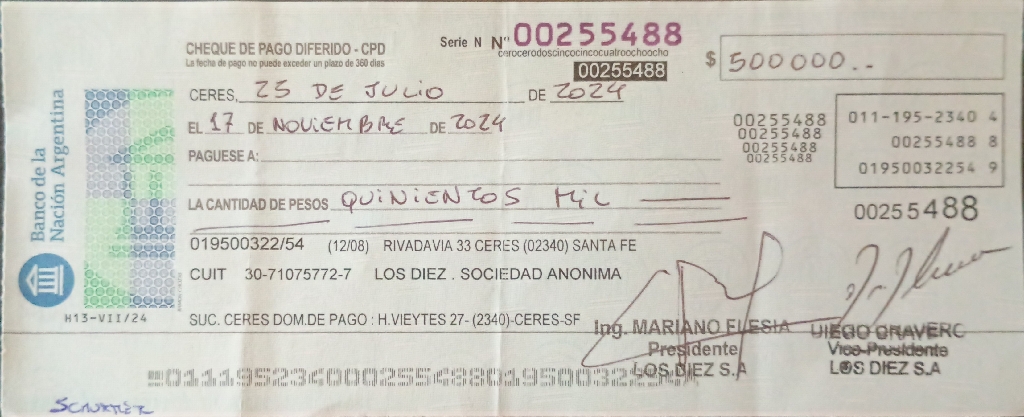 CHEQUE DE PAGO DIFERIDO - CPD
La fecha de pago no puede exceder un plazo de 360 dias
Serie N Nº 00255488
cerocerodoscincocincocuatroochoocho
00255488
$ 500000.--
CERES, 25 DE JULIO DE 2024
EL 17 DE NOVIEMBRE DE 2024
PAGUESE A:
LA CANTIDAD DE PESOS QUINIENTOS MIL
00255488
00255488
00255488
00255488
011-195-2340 4
00255488 8
01950032254 9
00255488
019500322/54 (12/08) RIVADAVIA 33 CERES (02340) SANTA FE
CUIT 30-71075772-7 LOS DIEZ . SOCIEDAD ANONIMA
SUC. CERES DOM.DE PAGO : H.VIEYTES 27- (2340)-CERES-SF
Banco de la
Nación Argentina
H13-VII/24
Ing. MARIANO FLESIA
Presidente
LOS DIEZ S.A
DIEGO GRAVERO
Vice-Presidente
LOS DIEZ S.A